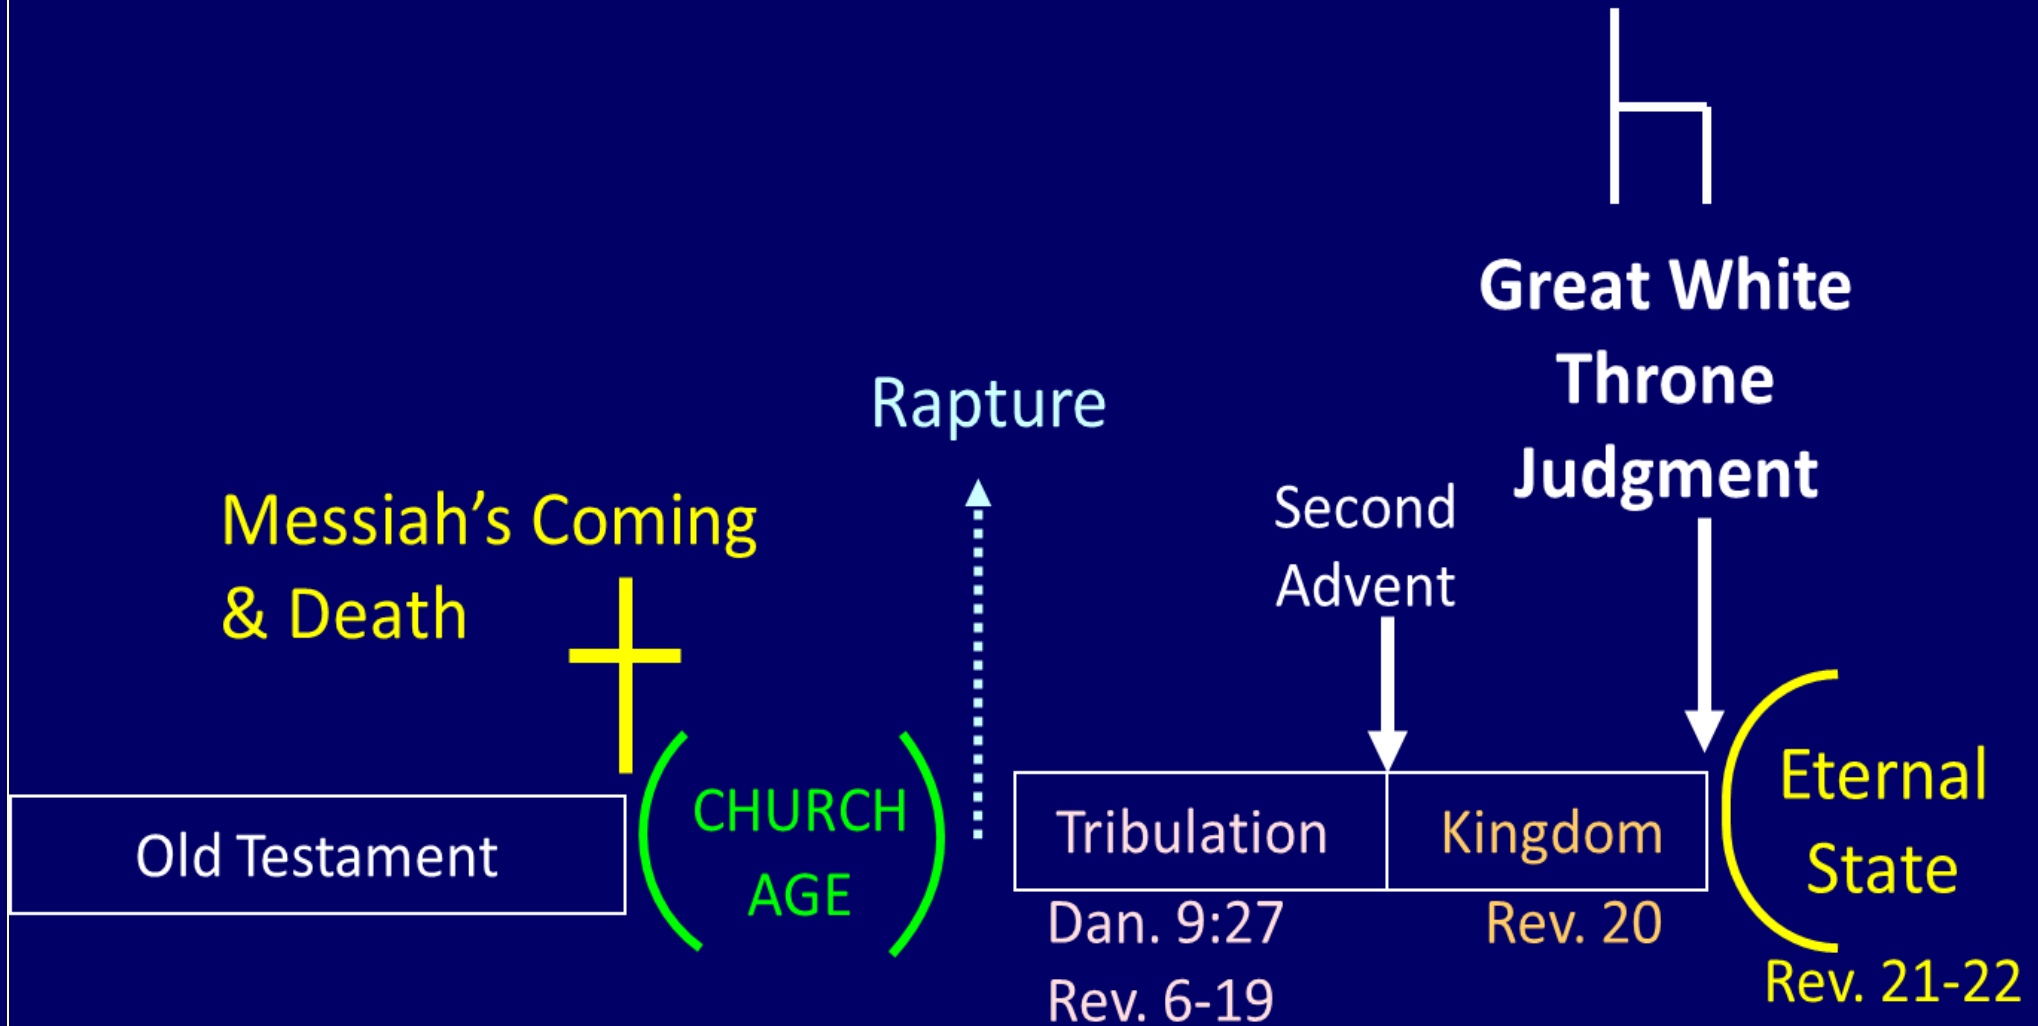 Great White
Throne
Judgment
Rapture
Second
Advent
Messiah’s Coming
& Death
Old Testament
CHURCH
AGE
Tribulation
Kingdom
Eternal
State
Dan. 9:27
Rev. 6-19
Rev. 20
Rev. 21-22